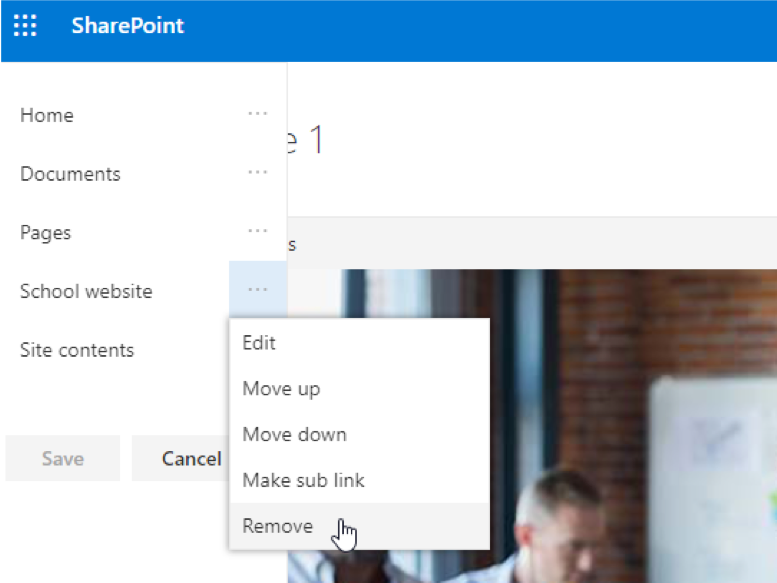 SharePoint
Home
e 1
Documents
Pages
s
School website
Site contents
Edit
Move up
Move down
Save
Cancel
Make sub link
Remove